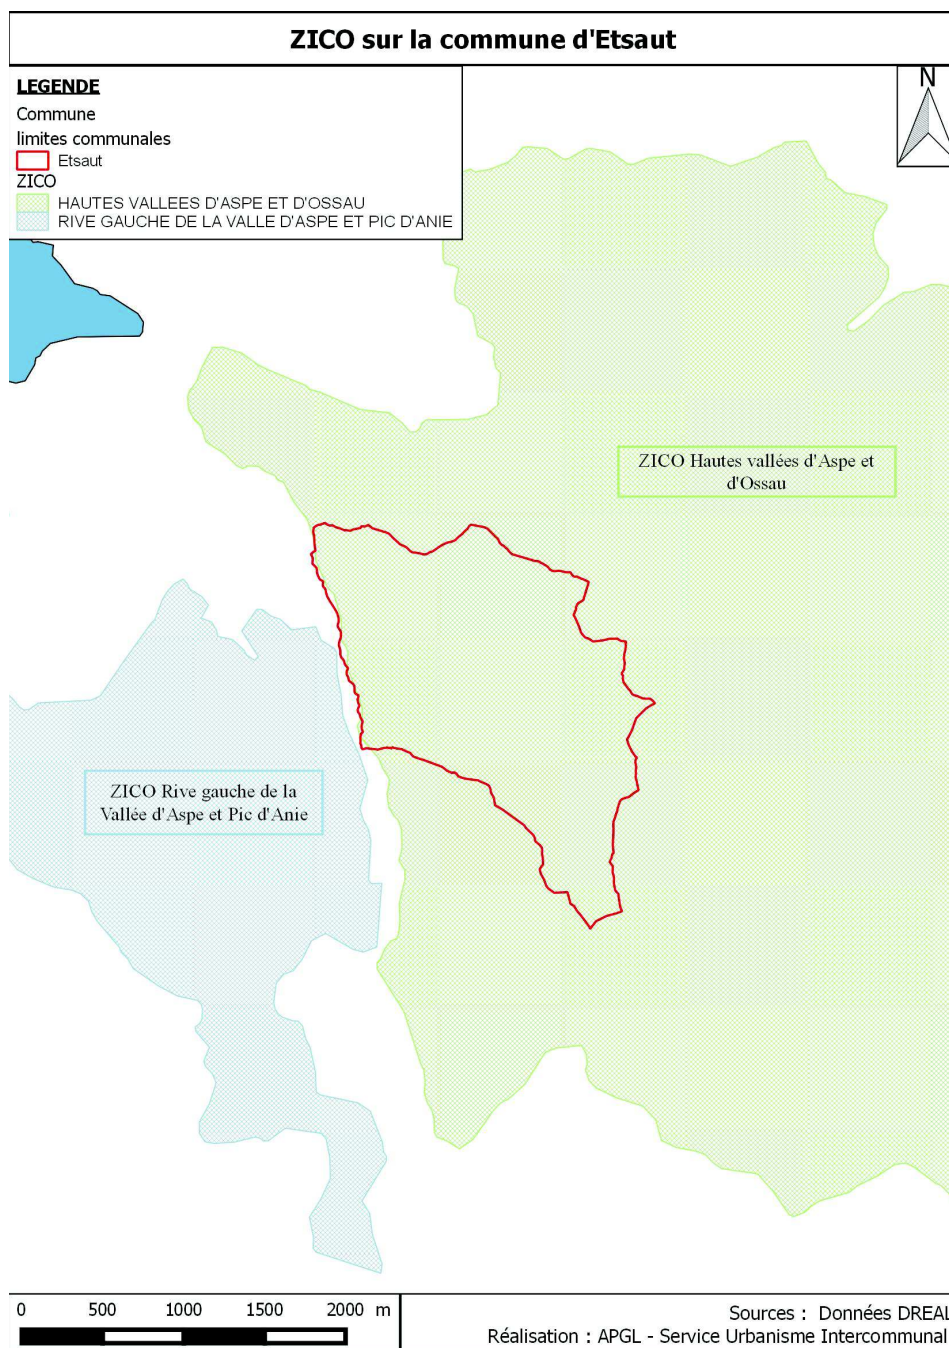 ZICO sur la commune d'Etsaut
LEGENDE
Commune
limites communales
Etsaut
ZICO
HAUTES VALLEES D'ASPE ET D'OSSAU
RIVE GAUCHE DE LA VALLE D'ASPE ET PIC D'ANIE
N
ZICO Hautes vallées d'Aspe et
d'Ossau
ZICO Rive gauche de la
Vallée d'Aspe et Pic d'Anie
0 500 1000 1500 2000 m
Sources : Données DREAL
Réalisation : APGL - Service Urbanisme Intercommunal